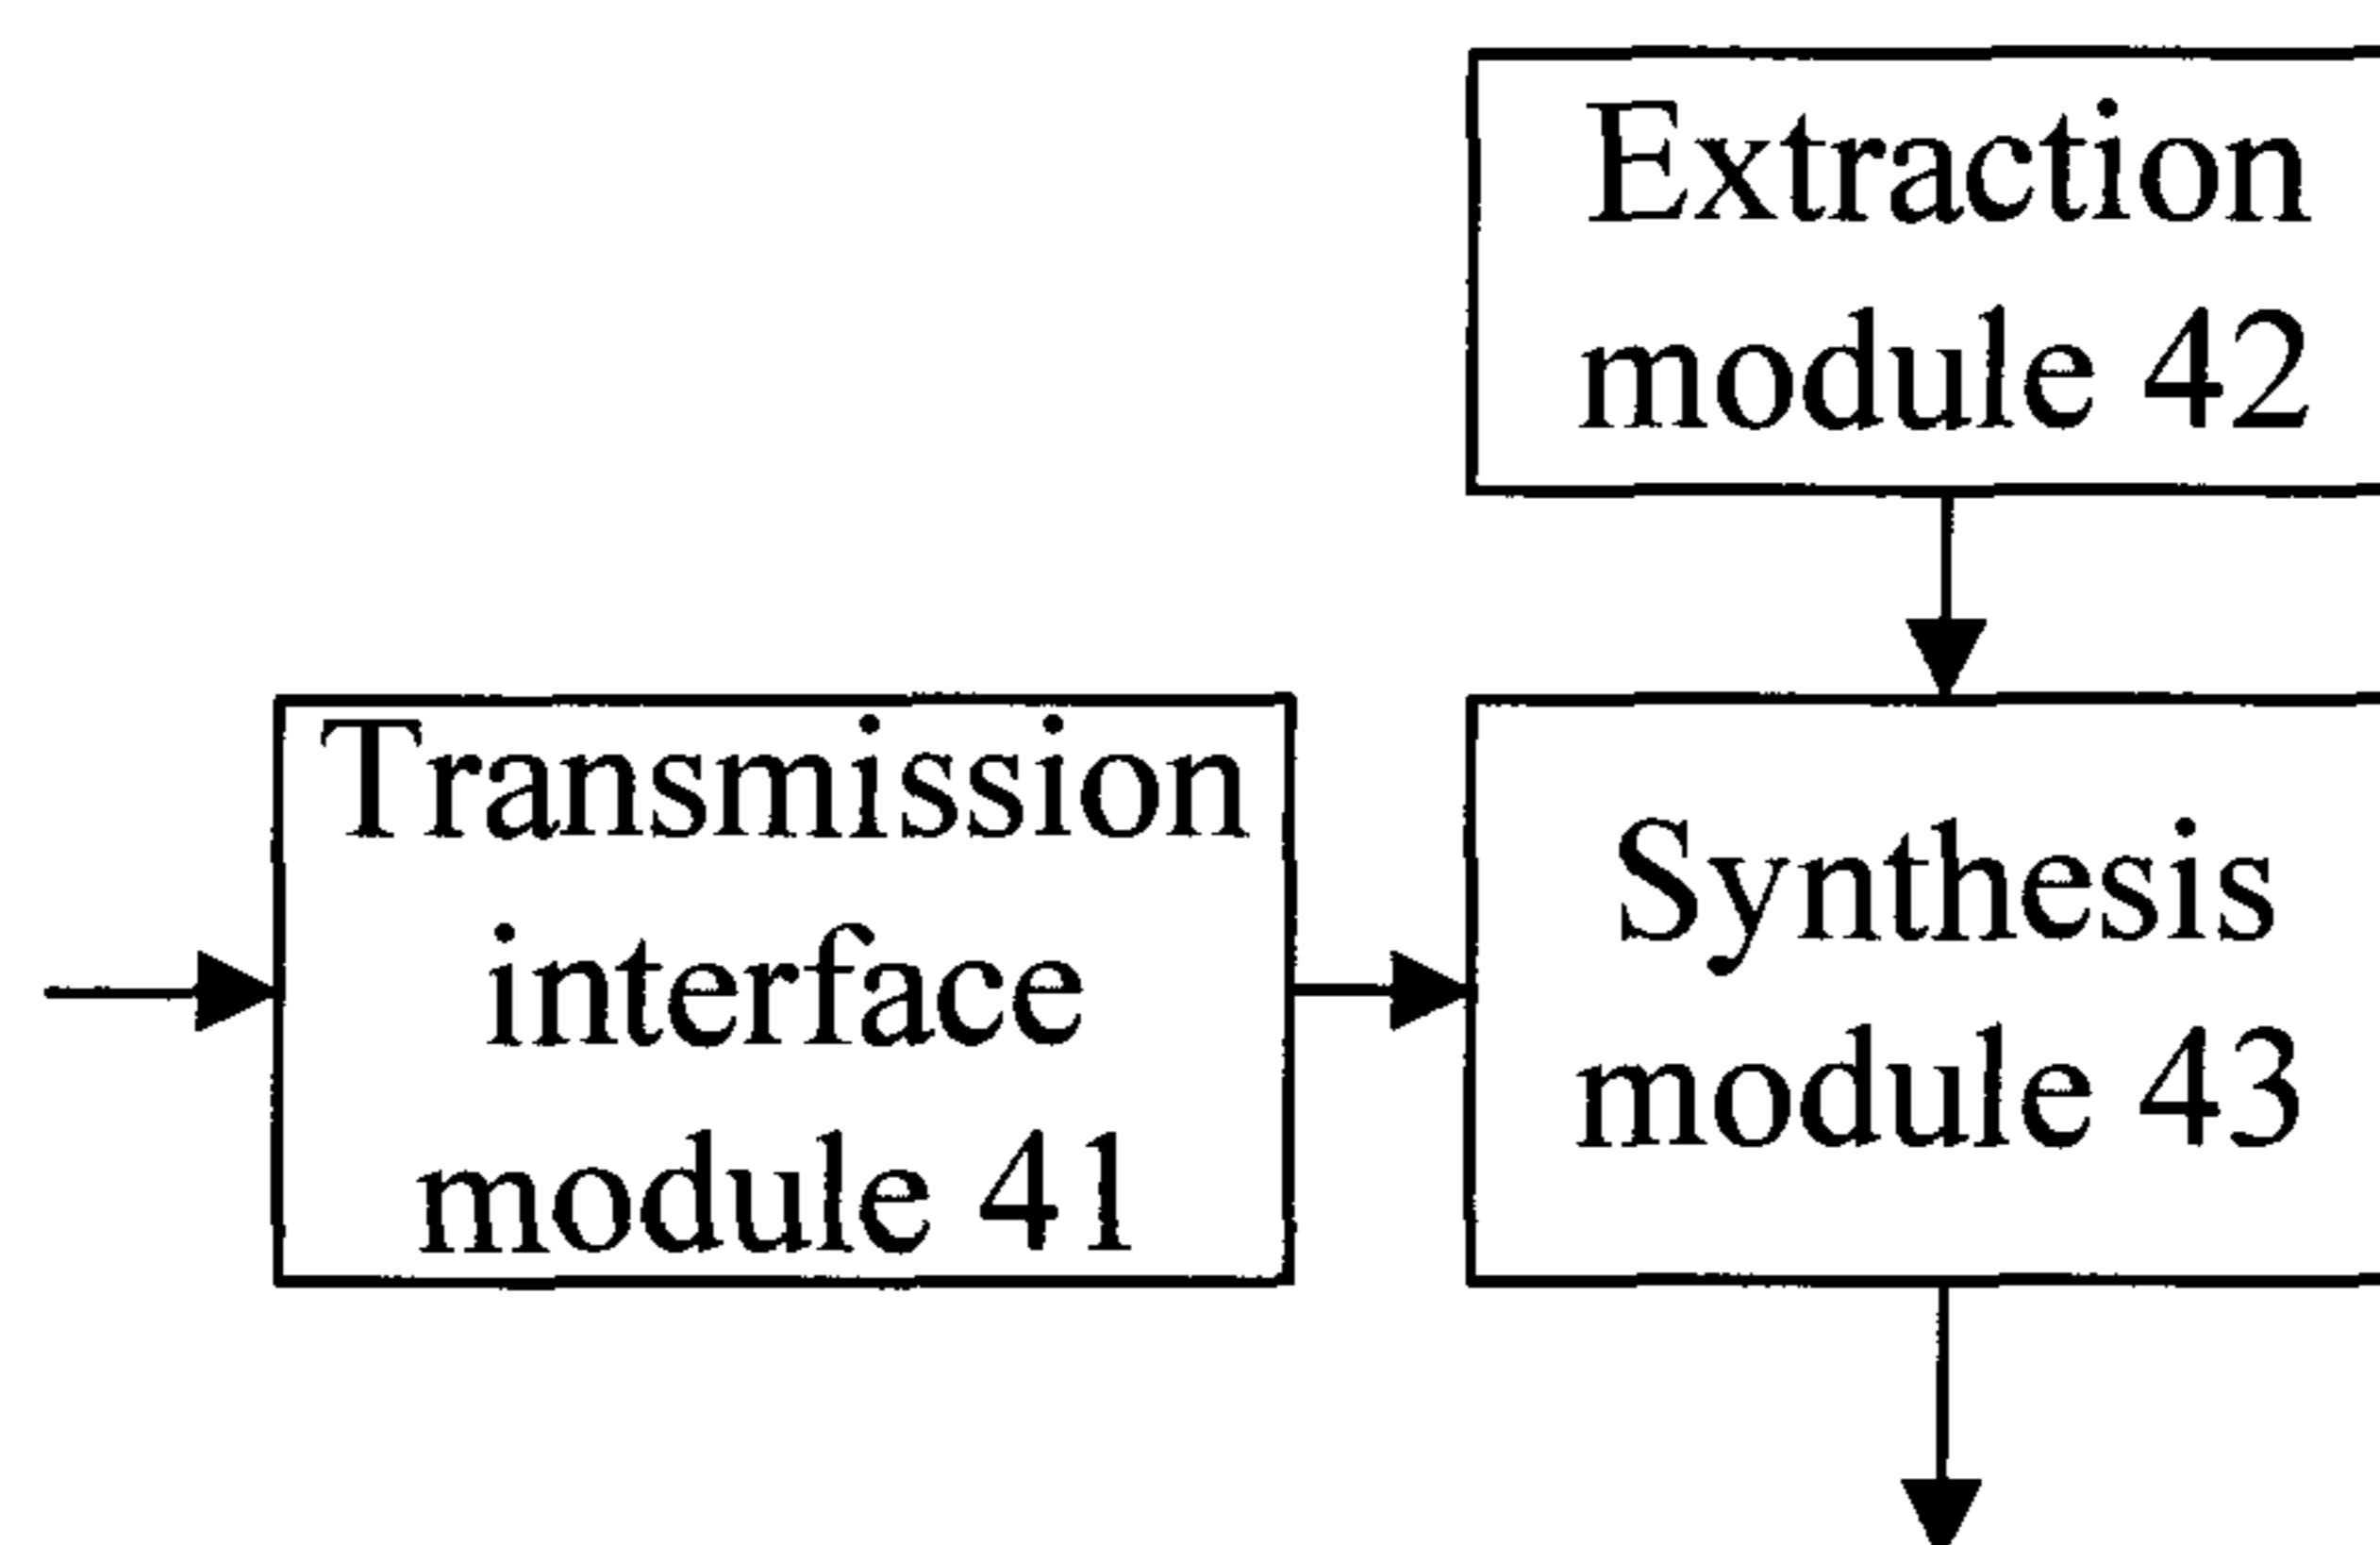 Extraction
module 42
Transmission
interface
module 41
Synthesis
module 43